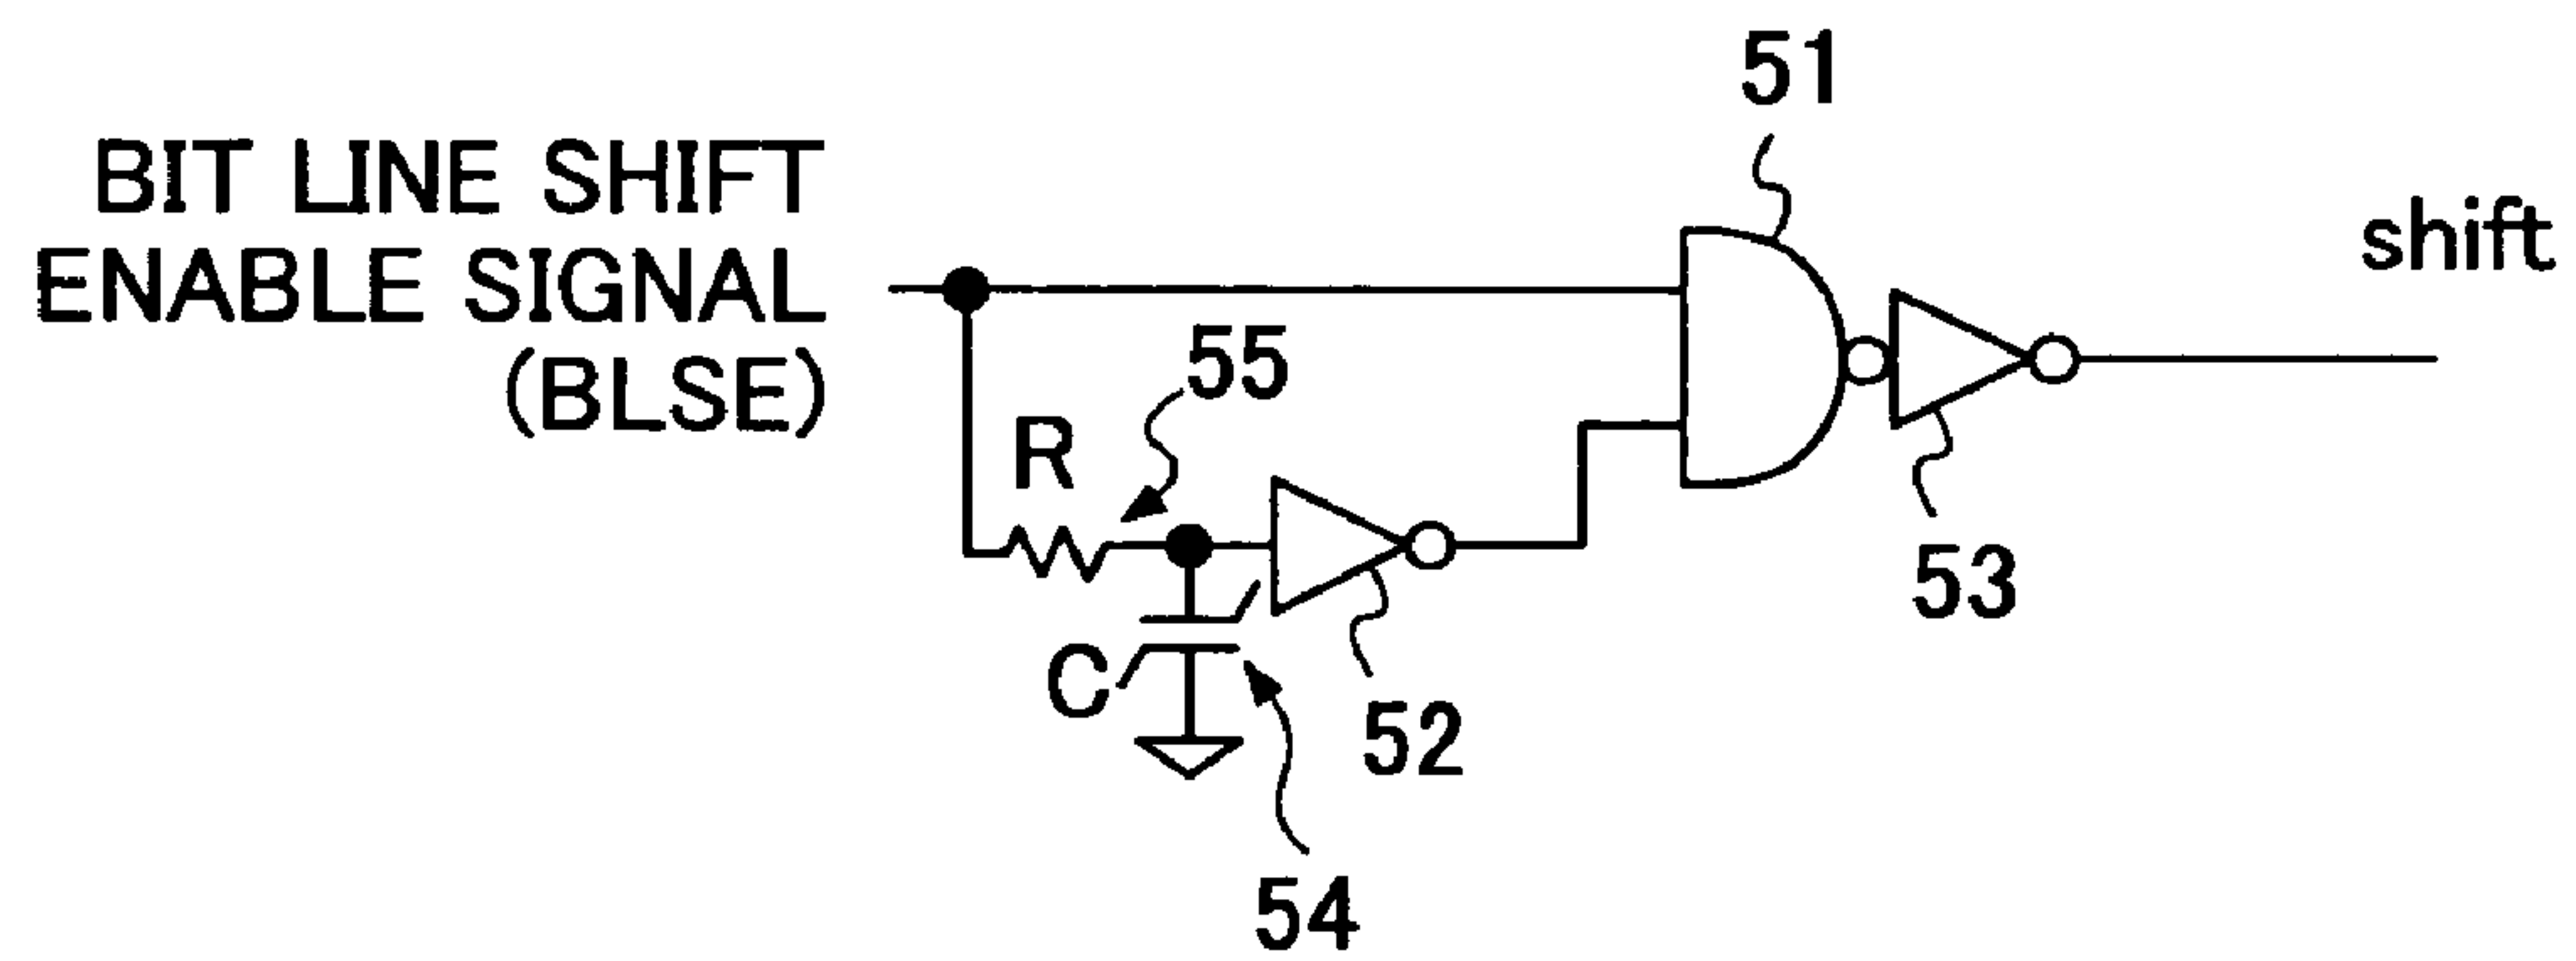 51
BIT LINE SHIFT
ENABLE SIGNAL
(BLSE)
shift
55
R
53
C
52
54